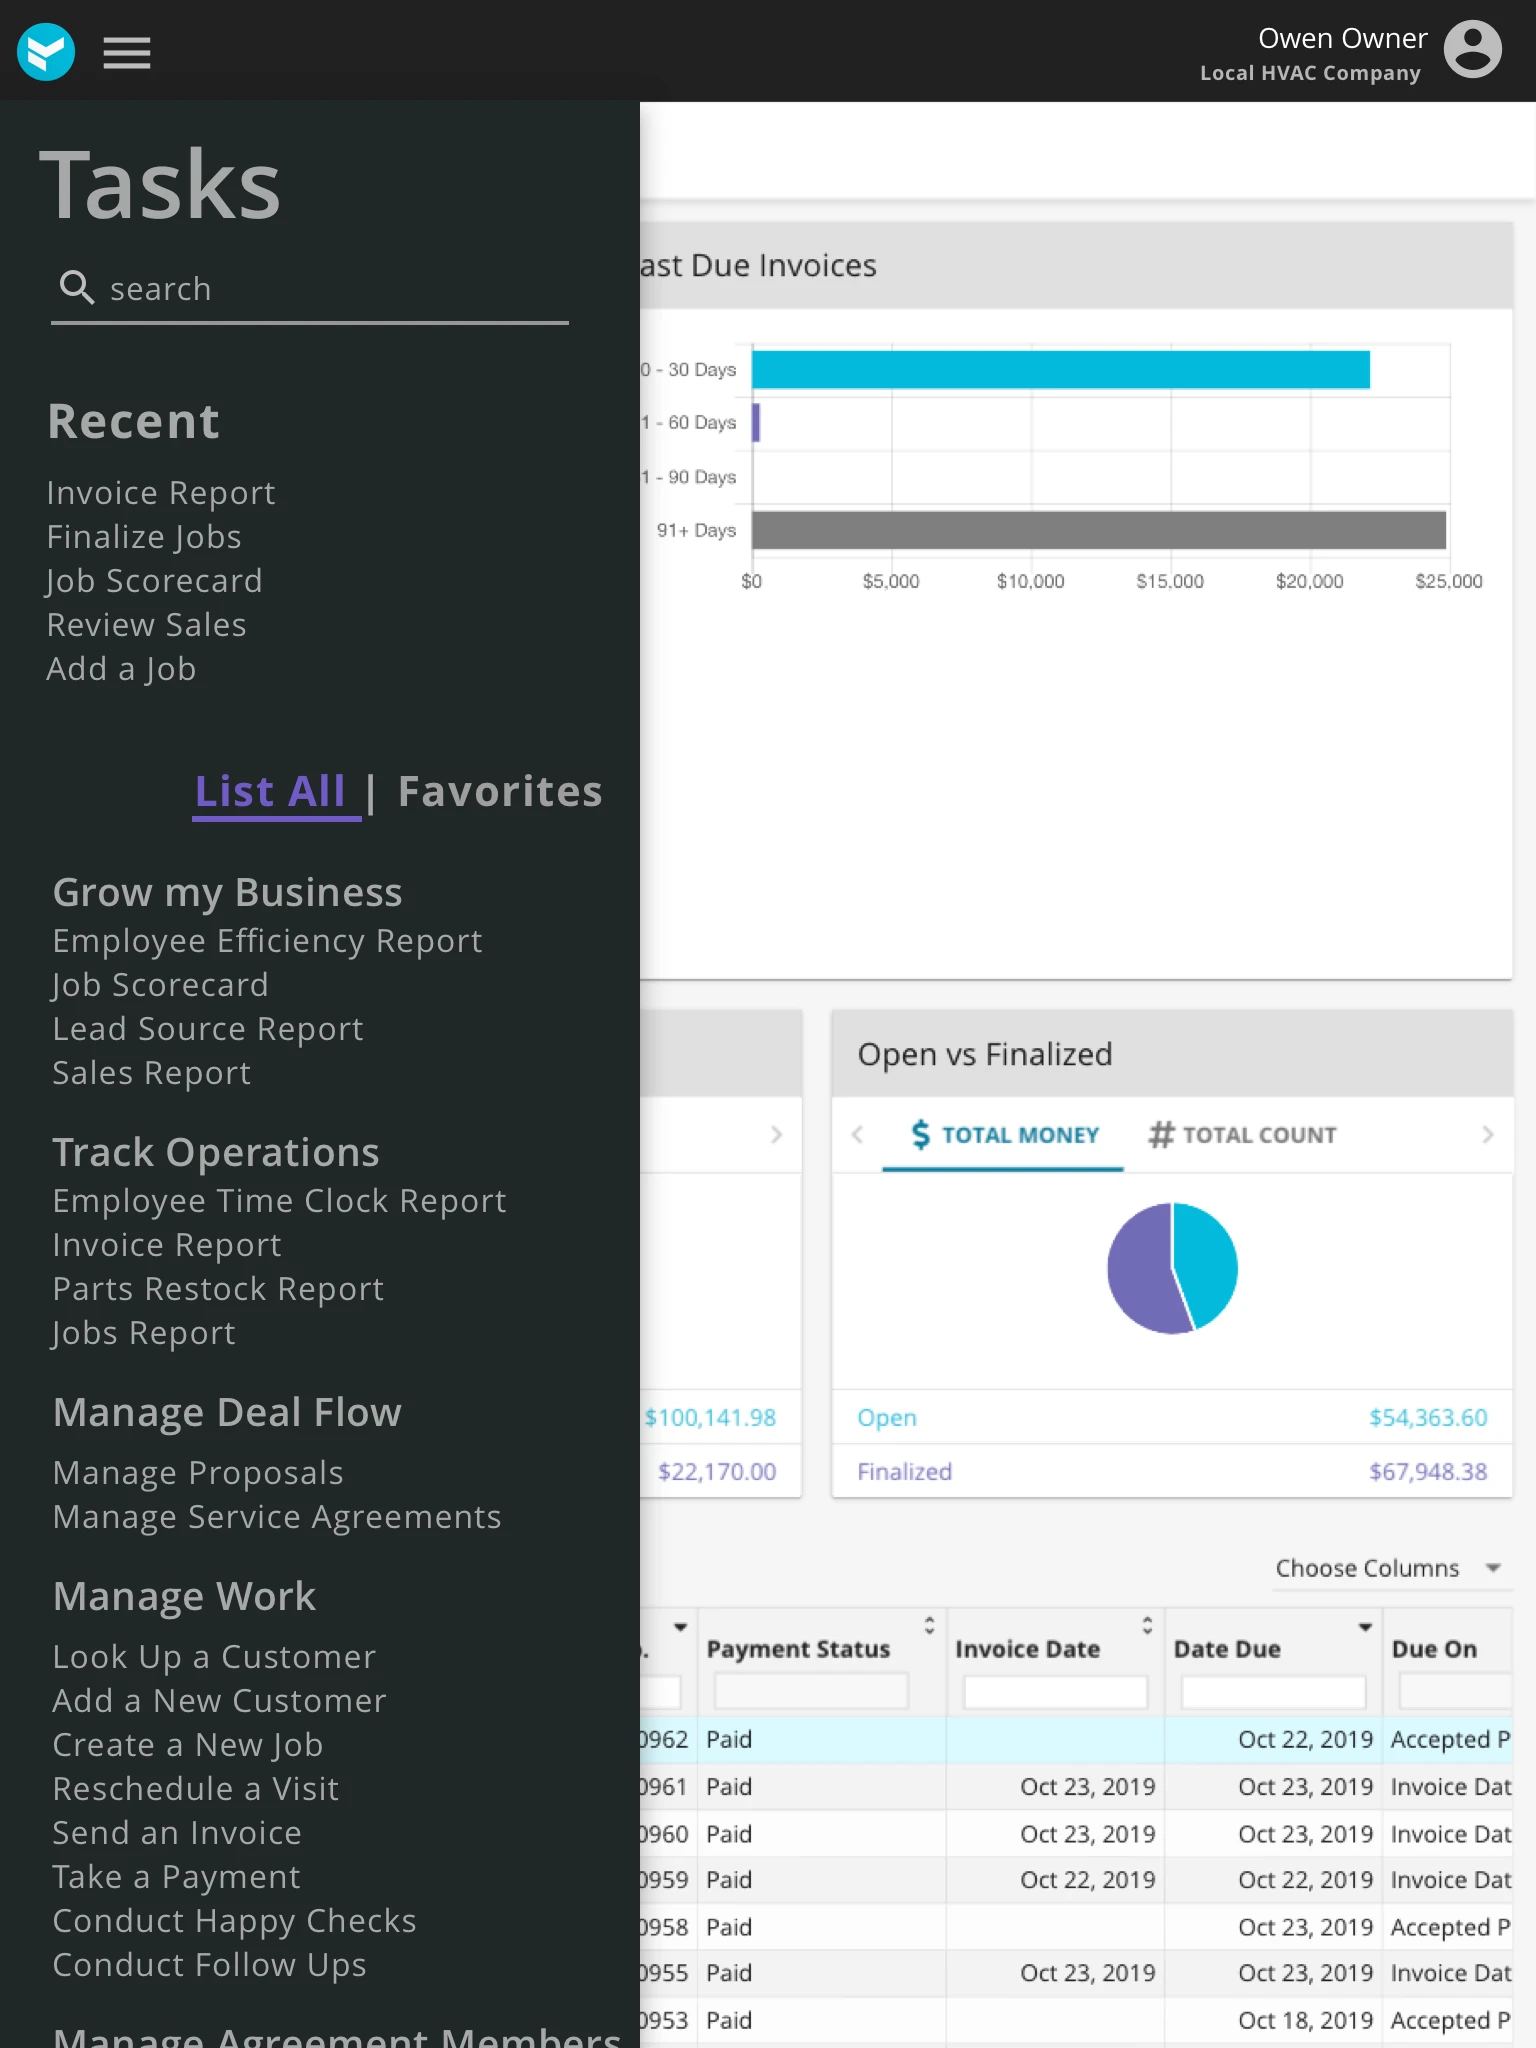 Owen Owner
Local HVAC Company
Tasks
search
Recent
Invoice Report
Finalize Jobs
Job Scorecard
Review Sales
Add a Job
List All | Favorites
Grow my Business
Employee Efficiency Report
Job Scorecard
Lead Source Report
Sales Report
Track Operations
Employee Time Clock Report
Invoice Report
Parts Restock Report
Jobs Report
Manage Deal Flow
Manage Proposals
Manage Service Agreements
Manage Work
Look Up a Customer
Add a New Customer
Create a New Job
Reschedule a Visit
Send an Invoice
Take a Payment
Conduct Happy Checks
Conduct Follow Ups
Manage Agreement Members
ast Due Invoices
0 - 30 Days
1 - 60 Days
1 - 90 Days
91+ Days
$0 $5,000 $10,000 $15,000 $20,000 $25,000
$100,141.98
$22,170.00
Open vs Finalized
$ TOTAL MONEY # TOTAL COUNT
Open $54,363.60
Finalized $67,948.38
Choose Columns
Payment Status Invoice Date Date Due Due On
0962 Paid Oct 22, 2019 Accepted P
0961 Paid Oct 23, 2019 Oct 23, 2019 Invoice Dat
0960 Paid Oct 23, 2019 Oct 23, 2019 Invoice Dat
0959 Paid Oct 22, 2019 Oct 22, 2019 Invoice Dat
0958 Paid Oct 23, 2019 Accepted P
0955 Paid Oct 23, 2019 Oct 23, 2019 Invoice Dat
0953 Paid Oct 18, 2019 Accepted P